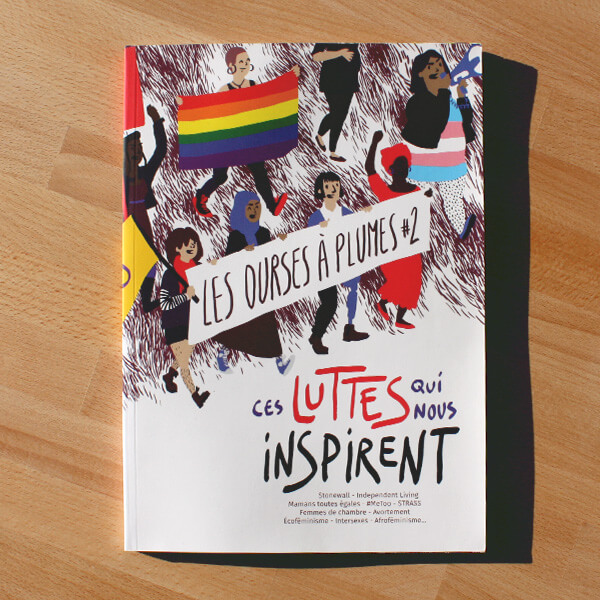 LES OURSES À PLUMES #2
CES LUTTES QUI NOUS
INSPIRENT
Stonewall - Independent Living
Mamans toutes égales - #MeToo - STRASS
Femmes de chambre - Avortement
Écoféminisme - Intersexes - Afroféminisme...